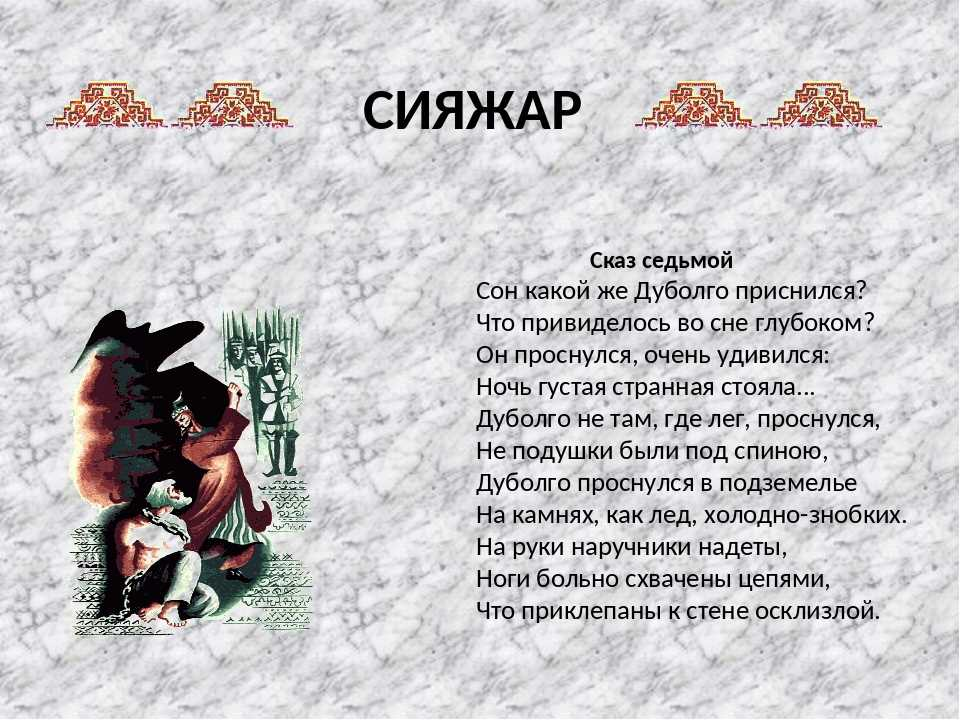 СИЯЖАР
Сказ седьмой
Сон какой же Дуболго приснился?
Что привиделось во сне глубоком?
Он проснулся, очень удивился:
Ночь густая странная стояла...
Дуболго не там, где лег, проснулся,
Не подушки были под спиною,
Дуболго проснулся в подземелье
На камнях, как лед, холодно-знобких.
На руки наручники надеты,
Ноги больно схвачены цепями,
Что приклепаны к стене осклизлой.